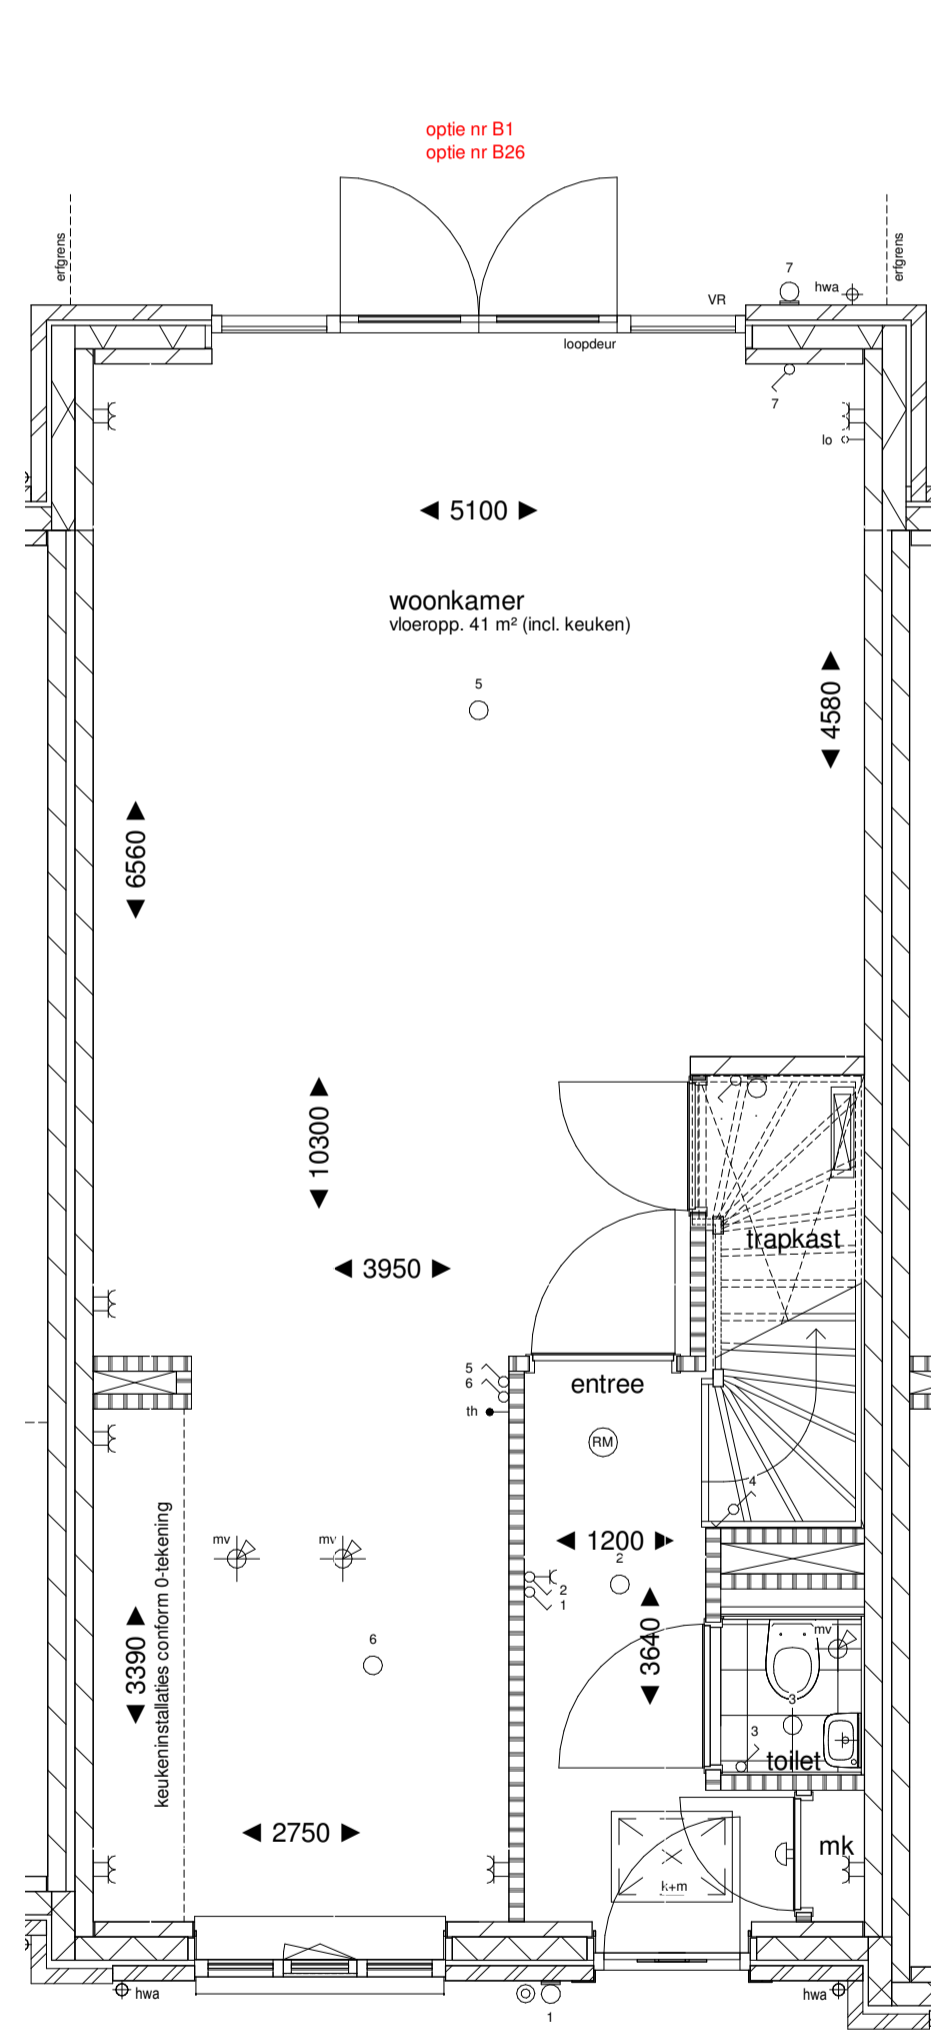 optie nr B1
optie nr B26
erfgrens
erfgrens
7
hwa
VR
loopdeur
7
lo
5100
woonkamer
vloeropp. 41 m² (incl. keuken)
5
4580
6560
10300
trapkast
3950
5
6
th
entree
RM
4
1200
2
mv
mv
2
1
keukeninstallaties conform 0-tekening
3390
3640
6
mv
3
3
toilet
2750
mk
k+m
hwa
hwa
1